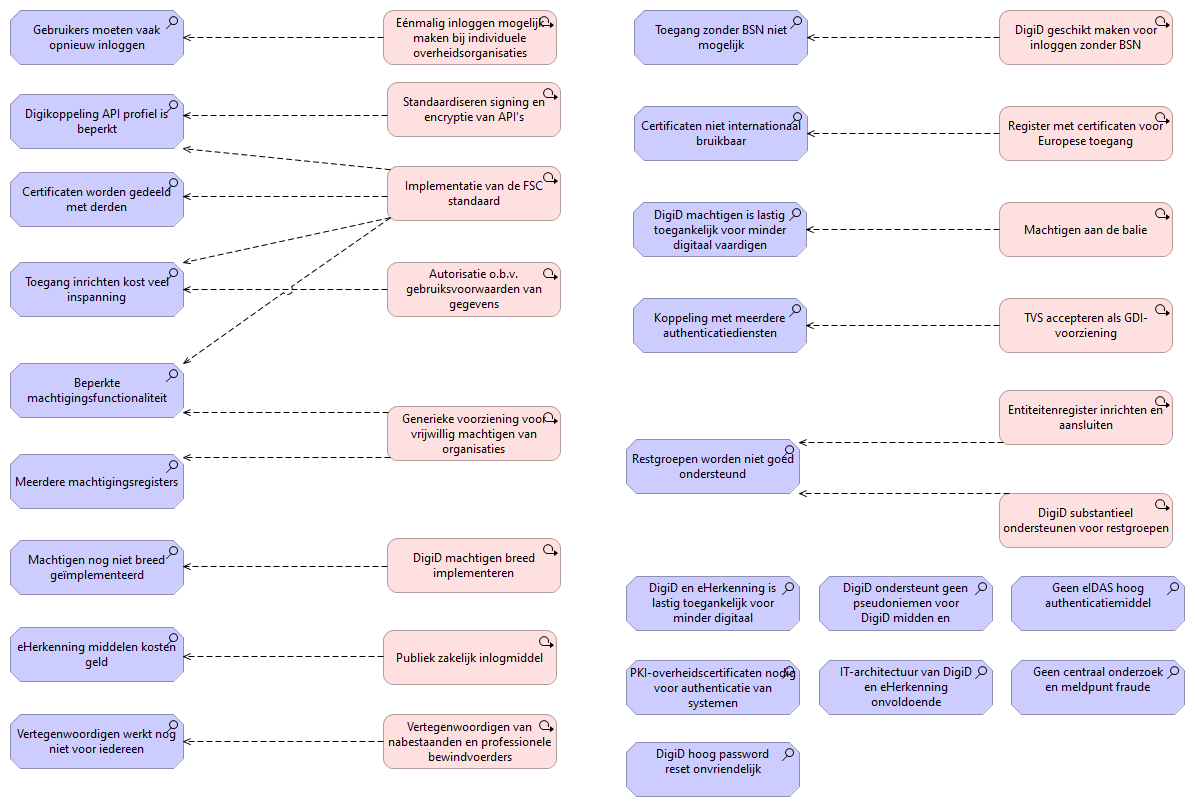 Gebruikers moeten vaak
opnieuw inloggen
Eénmalig inloggen mogelijk
maken bij individuele
overheidsorganisaties
Digikoppeling API profiel is
beperkt
Standaardiseren signing en
encryptie van API's
Certificaten worden gedeeld
met derden
Implementatie van de FSC
standaard
Toegang inrichten kost veel
inspanning
Autorisatie o.b.v.
gebruiksvoorwaarden van
gegevens
Beperkte
machtigingsfunctionaliteit
Generieke voorziening voor
vrijwillig machtigen van
organisaties
Meerdere machtigingsregisters
Machtigen nog niet breed
geïmplementeerd
DigiD machtigen breed
implementeren
eHerkenning middelen kosten
geld
Publiek zakelijk inlogmiddel
Vertegenwoordigen werkt nog
niet voor iedereen
Vertegenwoordigen van
nabestaanden en professionele
bewindvoerders
Toegang zonder BSN niet
mogelijk
DigiD geschikt maken voor
inloggen zonder BSN
Certificaten niet internationaal
bruikbaar
Register met certificaten voor
Europese toegang
DigiD machtigen is lastig
toegankelijk voor minder
digitaal vaardigen
Machtigen aan de balie
Koppeling met meerdere
authenticatiediensten
TVS accepteren als GDI-
voorziening
Restgroepen worden niet goed
ondersteund
Entiteitenregister inrichten en
aansluiten
DigiD substantieel
ondersteunen voor restgroepen
DigiD en eHerkenning is
lastig toegankelijk voor
minder digitaal
DigiD ondersteunt geen
pseudoniemen voor
DigiD midden en
Geen eIDAS hoog
authenticatiemiddel
PKI-overheidscertificaten nodig
voor authenticatie van
systemen
IT-architectuur van DigiD
en eHerkenning
onvoldoende
Geen centraal onderzoek
en meldpunt fraude
DigiD hoog password
reset onvriendelijk